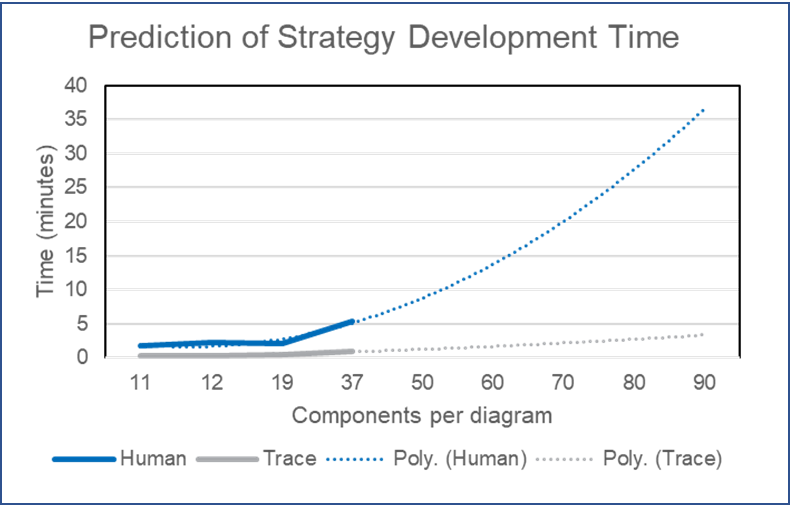 Prediction of Strategy Development Time
40
35
30
25
20
15
10
5
0
Time (minutes)
11 12 19 37 50 60 70 80 90
Components per diagram
Human Trace Poly. (Human) Poly. (Trace)